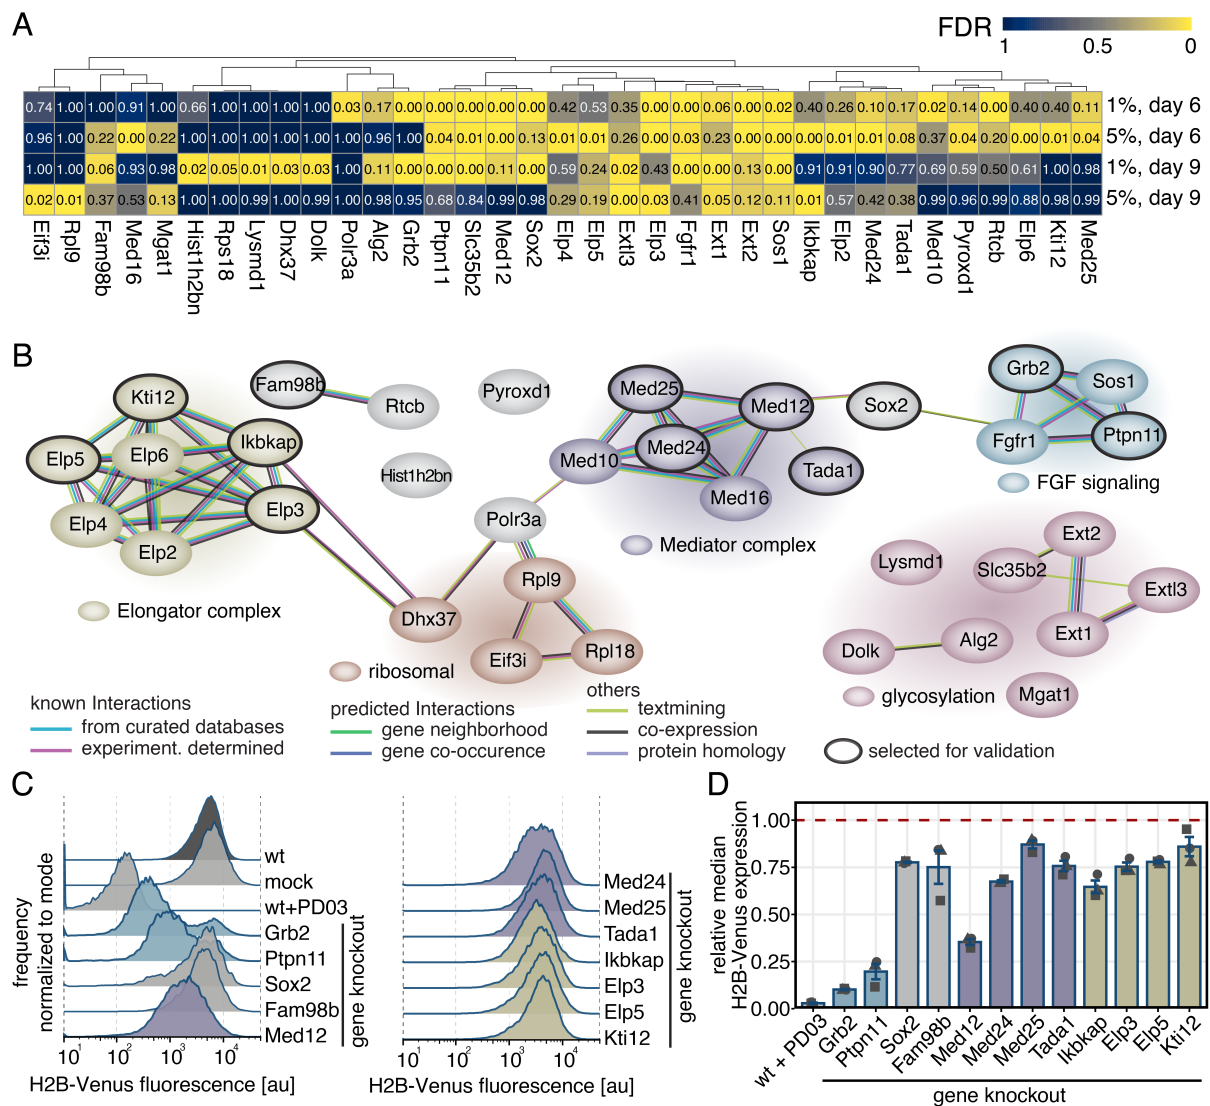 A
FDR
1 0.5 0
0.74 1.00 1.00 0.91 1.00 0.66 1.00 1.00 1.00 1.00 0.03 0.17 0.00 0.00 0.00 0.00 0.00 0.42 0.53 0.35 0.00 0.00 0.06 0.00 0.02 0.40 0.26 0.10 0.17 0.02 0.14 0.00 0.40 0.40 0.11 1%, day 6
0.96 1.00 0.22 0.00 0.22 1.00 1.00 1.00 1.00 1.00 1.00 0.96 1.00 0.04 0.01 0.00 0.13 0.01 0.01 0.26 0.00 0.03 0.23 0.00 0.00 0.00 0.01 0.01 0.08 0.37 0.04 0.20 0.00 0.01 0.04 5%, day 6
1.00 1.00 0.06 0.93 0.98 0.02 0.05 0.01 0.03 0.03 1.00 0.11 0.00 0.00 0.00 0.11 0.00 0.59 0.24 0.02 0.43 0.00 0.00 0.13 0.00 0.91 0.91 0.90 0.77 0.69 0.59 0.50 0.61 1.00 0.98 1%, day 9
0.02 0.01 0.37 0.53 0.13 1.00 1.00 0.99 1.00 0.99 1.00 0.98 0.95 0.68 0.84 0.99 0.98 0.29 0.19 0.00 0.03 0.41 0.05 0.12 0.11 0.01 0.57 0.42 0.38 0.99 0.96 0.99 0.88 0.98 0.99 5%, day 9
Eif3i Rpl9 Fam98b Med16 Mgat1 Hist1h2bn Rps18 Lysmd1 Dhx37 Dolk Polr3a Alg2 Grb2 Ptpn11 Slc35b2 Med12 Sox2 Elp4 Elp5 Extl3 Elp3 Fgfr1 Ext1 Ext2 Sos1 Ikbkap Elp2 Med24 Tada1 Med10 Pyroxd1 Rtcb Elp6 Kti12 Med25
B
Kti12
Elp5
Elp6
Ikbkap
Elp4
Elp3
Elp2
Elongator complex
Fam98b
Rtcb
Pyroxd1
Hist1h2bn
Polr3a
Rpl9
Dhx37
Eif3i
Rpl18
ribosomal
Med25
Med12
Med24
Med10
Med16
Tada1
Mediator complex
Sox2
Grb2
Sos1
Fgfr1
Ptpn11
FGF signaling
Lysmd1
Slc35b2
Ext2
Extl3
Ext1
Dolk
Alg2
Mgat1
glycosylation
known Interactions
from curated databases
experiment. determined
predicted Interactions
gene neighborhood
gene co-occurence
others
textmining
co-expression
protein homology
selected for validation
C
frequency
normalized to mode
wt
mock
wt+PD03
Grb2
Ptpn11
Sox2
Fam98b
Med12
gene knockout
10¹ 10² 10³ 10⁴
H2B-Venus fluorescence [au]
Med24
Med25
Tada1
Ikbkap
Elp3
Elp5
Kti12
gene knockout
10¹ 10² 10³ 10⁴
H2B-Venus fluorescence [au]
D
relative median
H2B-Venus expression
1.00
0.75
0.50
0.25
0.00
wt + PD03 Grb2 Ptpn11 Sox2 Fam98b Med12 Med24 Med25 Tada1 Ikbkap Elp3 Elp5 Kti12
gene knockout